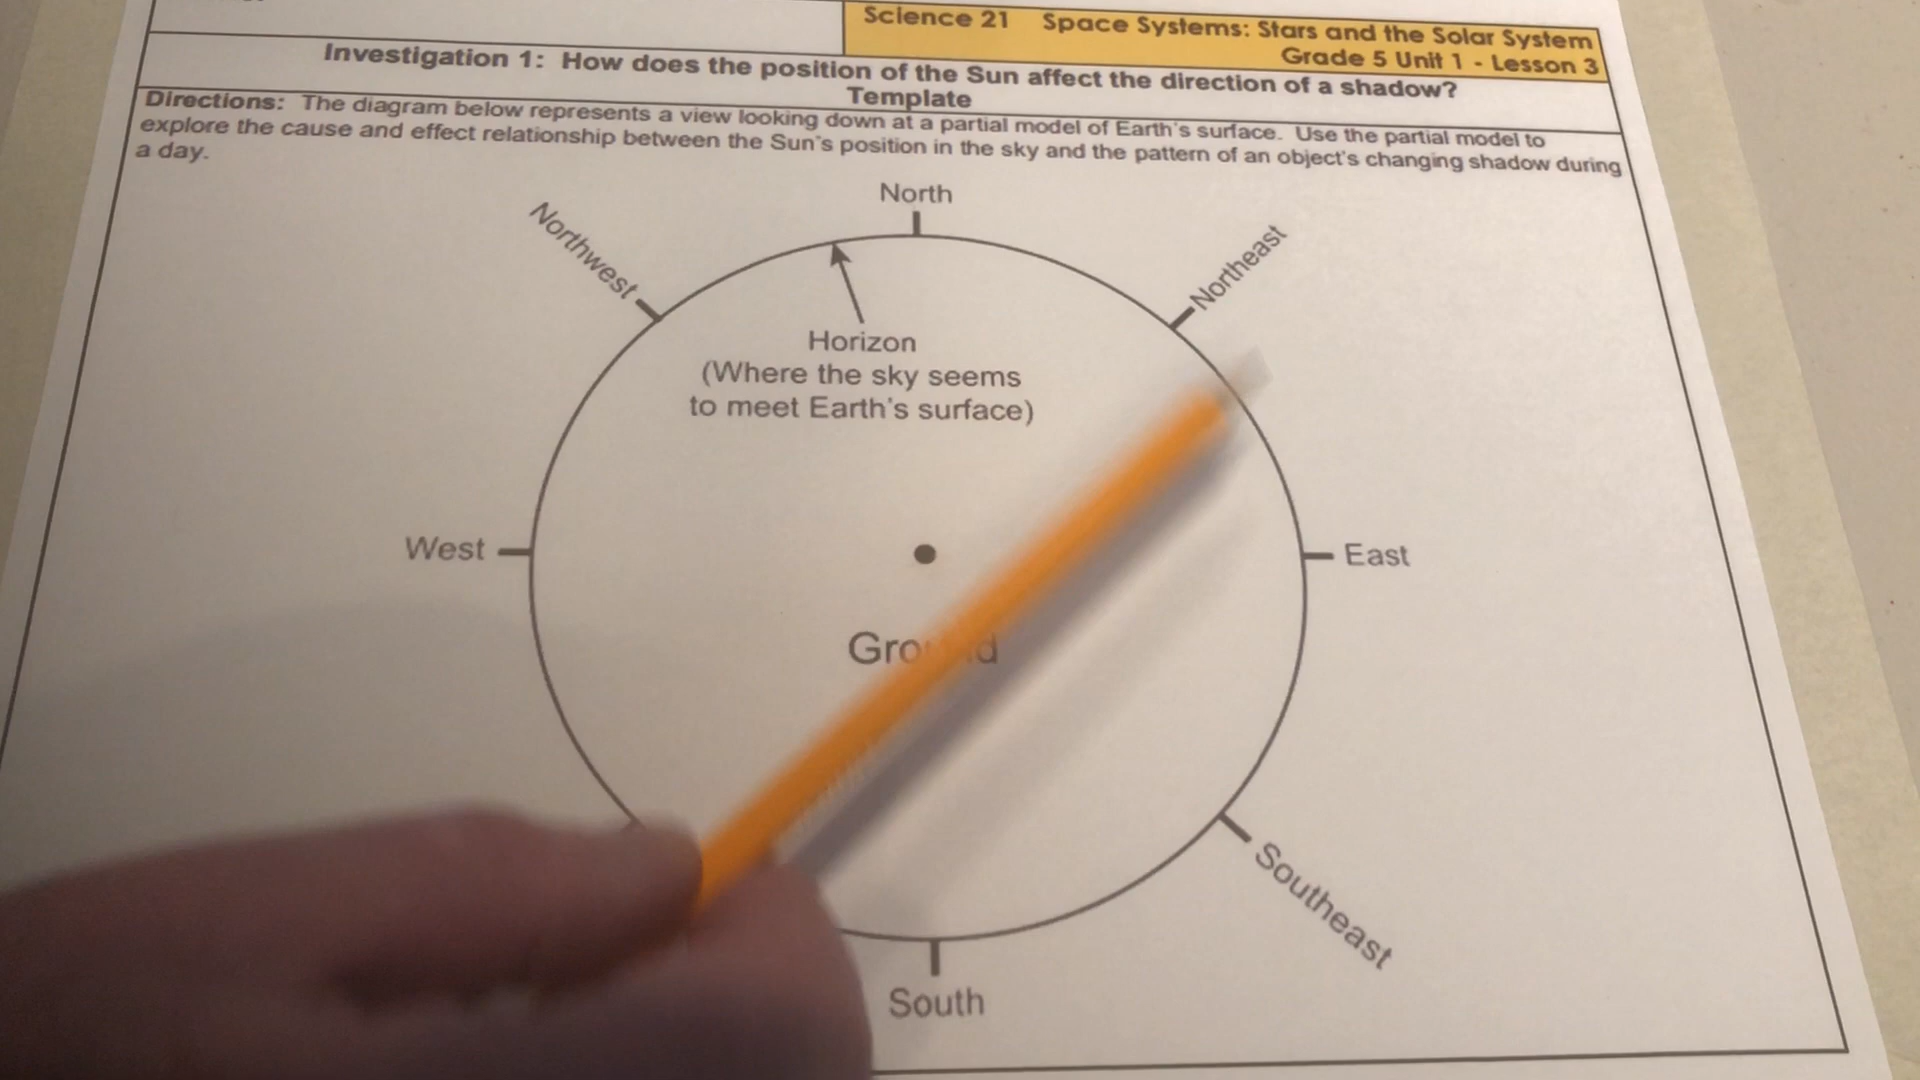 Science 21 Space Systems: Stars and the Solar System
Grade 5 Unit 1 - Lesson 3
Investigation 1: How does the position of the Sun affect the direction of a shadow?
Template
Directions: The diagram below represents a view looking down at a partial model of Earth's surface. Use the partial model to
explore the cause and effect relationship between the Sun's position in the sky and the pattern of an object's changing shadow during
a day.
North
Northwest
Northeast
Horizon
(Where the sky seems
to meet Earth's surface)
West
East
Ground
Southeast
South